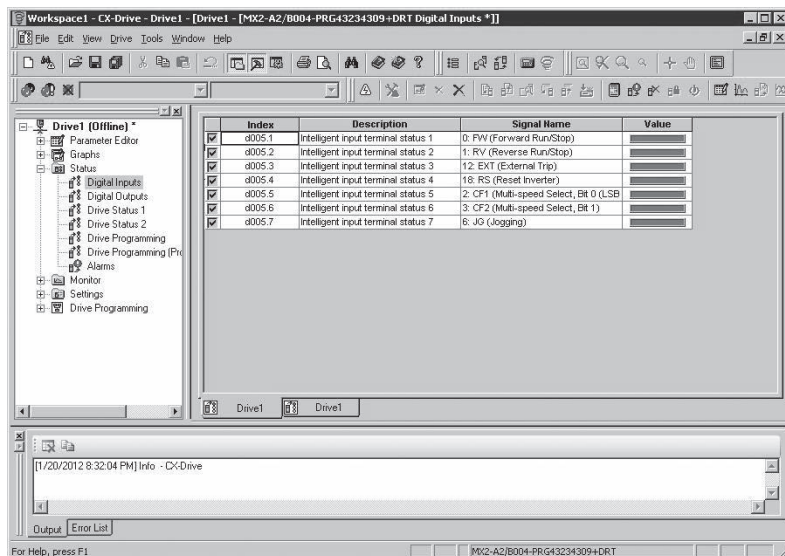 Workspace1 - CX-Drive - Drive1 - [Drive1 - [MX2-A2/B004-PRG43234309+DRT Digital Inputs *]]
File Edit View Drive Tools Window Help
Drive1 (Offline) *
Parameter Editor
Graphs
Status
Digital Inputs
Digital Outputs
Drive Status 1
Drive Status 2
Drive Programming
Drive Programming (Pro
Alarms
Monitor
Settings
Drive Programming
Index Description Signal Name Value
d005.1 Intelligent input terminal status 1 0: FW (Forward Run/Stop)
d005.2 Intelligent input terminal status 2 1: RV (Reverse Run/Stop)
d005.3 Intelligent input terminal status 3 12: EXT (External Trip)
d005.4 Intelligent input terminal status 4 18: RS (Reset Inverter)
d005.5 Intelligent input terminal status 5 2: CF1 (Multi-speed Select, Bit 0 (LSB
d005.6 Intelligent input terminal status 6 3: CF2 (Multi-speed Select, Bit 1)
d005.7 Intelligent input terminal status 7 6: JG (Jogging)
Drive1 Drive1
[1/20/2012 8:32:04 PM] Info - CX-Drive
Output Error List
For Help, press F1 MX2-A2/B004-PRG43234309+DRT